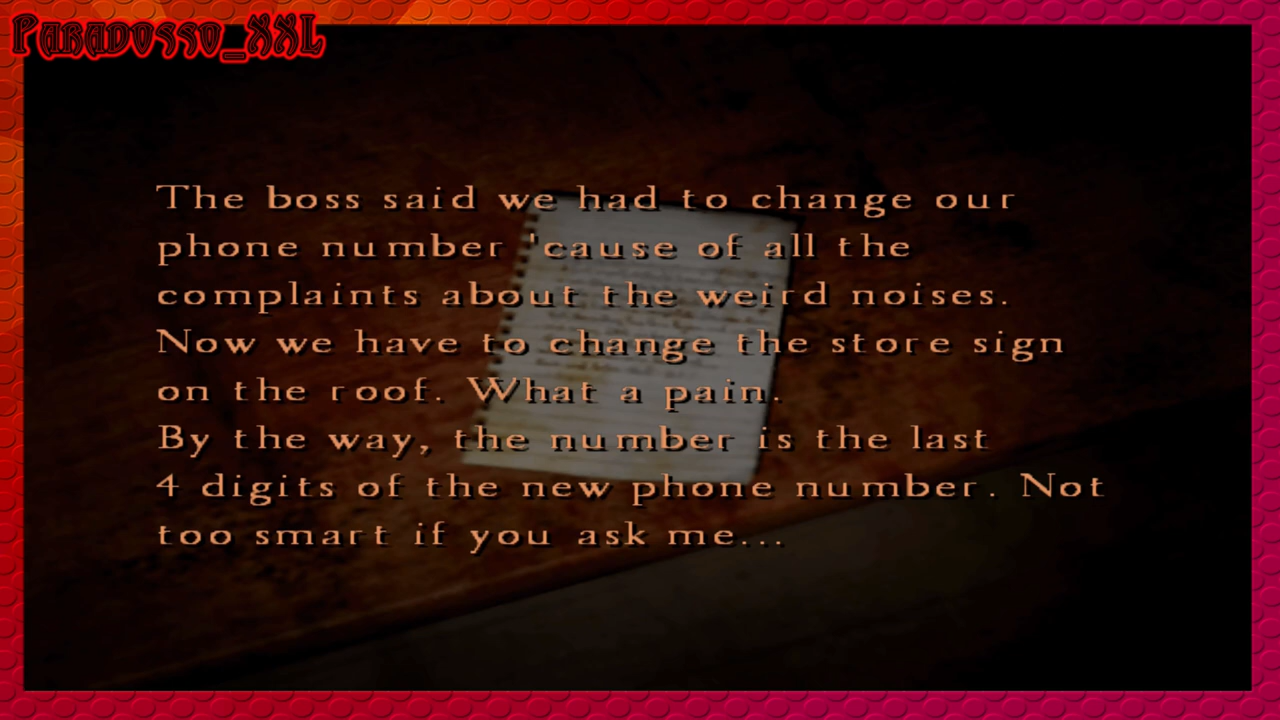 Paradosso_XXL
The boss said we had to change our
phone number 'cause of all the
complaints about the weird noises.
Now we have to change the store sign
on the roof. What a pain.
By the way, the number is the last
4 digits of the new phone number. Not
too smart if you ask me...